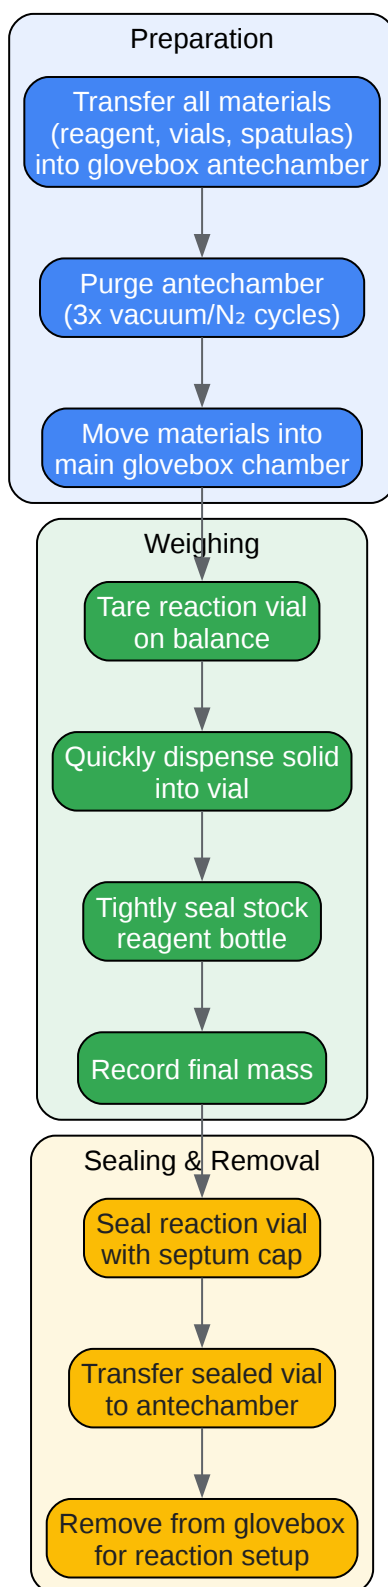 Preparation
Transfer all materials
(reagent, vials, spatulas)
into glovebox antechamber
Purge antechamber
(3x vacuum/N₂ cycles)
Move materials into
main glovebox chamber
Weighing
Tare reaction vial
on balance
Quickly dispense solid
into vial
Tightly seal stock
reagent bottle
Record final mass
Sealing & Removal
Seal reaction vial
with septum cap
Transfer sealed vial
to antechamber
Remove from glovebox
for reaction setup